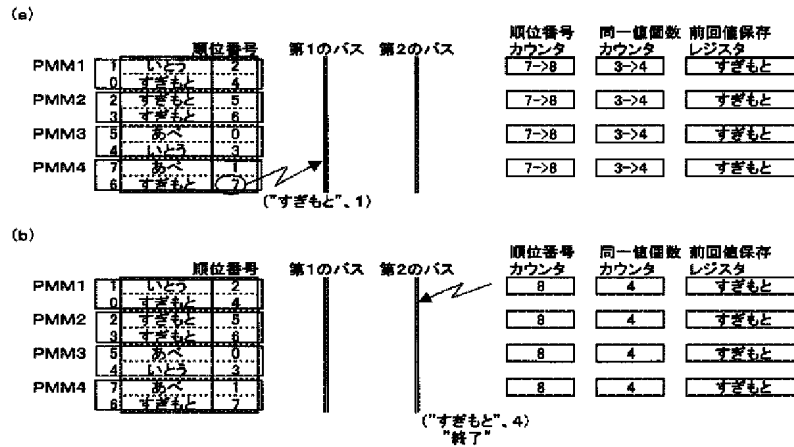 (a)
順位番号 第1のバス 第2のバス 順位番号カウンタ 同一値個数カウンタ 前回値保存レジスタ
PMM1 1 いとう 2 7->8 3->4 すぎもと
0 すぎもと 4
PMM2 2 すぎもと 5 7->8 3->4 すぎもと
3 すぎもと 6
PMM3 5 あべ 0 7->8 3->4 すぎもと
4 いとう 3
PMM4 7 あべ 1 7->8 3->4 すぎもと
6 すぎもと 7
("すぎもと"、1)
(b)
順位番号 第1のバス 第2のバス 順位番号カウンタ 同一値個数カウンタ 前回値保存レジスタ
PMM1 1 いとう 2 8 4 すぎもと
0 すぎもと 4
PMM2 2 すぎもと 5 8 4 すぎもと
3 すぎもと 6
PMM3 5 あべ 0 8 4 すぎもと
4 いとう 3
PMM4 7 あべ 1 8 4 すぎもと
6 すぎもと 7
("すぎもと"、4)
"終了"